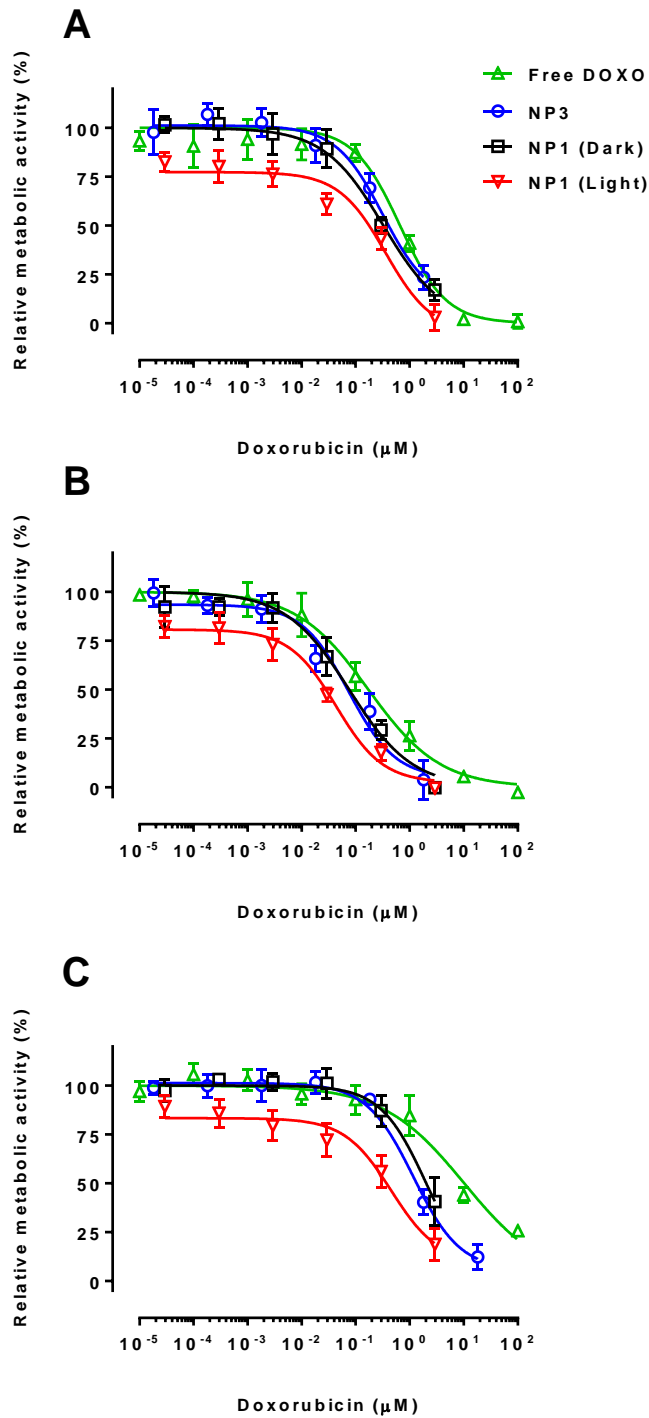 A
Free DOXO
NP3
NP1 (Dark)
NP1 (Light)
Relative metabolic activity (%)
100
75
50
25
0
10⁻⁵ 10⁻⁴ 10⁻³ 10⁻² 10⁻¹ 10⁰ 10¹ 10²
Doxorubicin (μM)
B
Relative metabolic activity (%)
100
75
50
25
0
10⁻⁵ 10⁻⁴ 10⁻³ 10⁻² 10⁻¹ 10⁰ 10¹ 10²
Doxorubicin (μM)
C
Relative metabolic activity (%)
100
75
50
25
0
10⁻⁵ 10⁻⁴ 10⁻³ 10⁻² 10⁻¹ 10⁰ 10¹ 10²
Doxorubicin (μM)